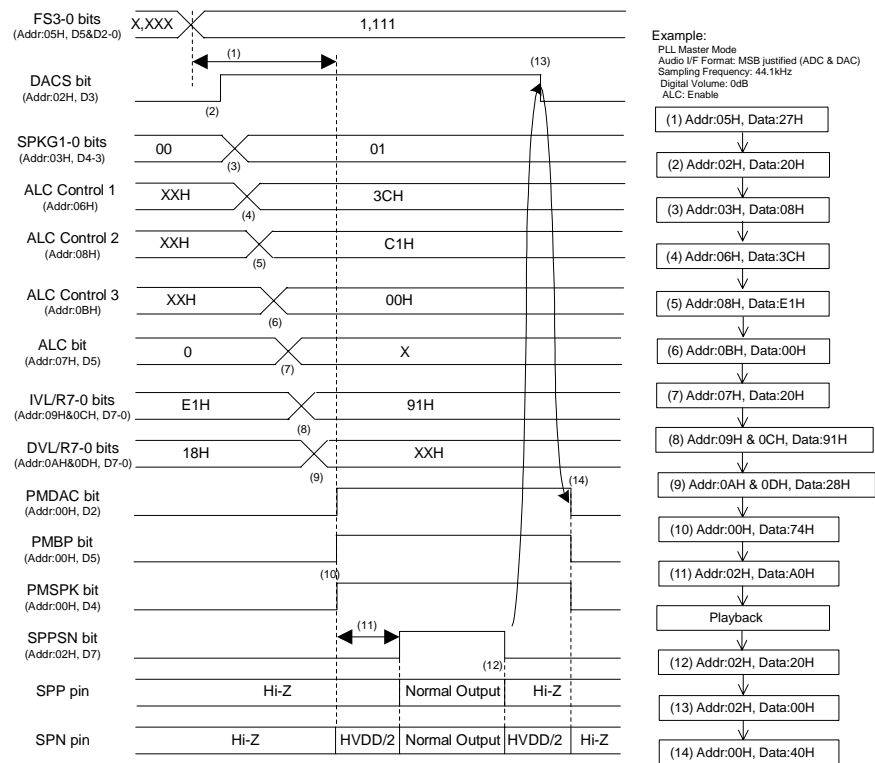 FS3-0 bits
(Addr:05H, D5&D2-0)
X,XXX
1,111
(1)
(13)
DACS bit
(Addr:02H, D3)
(2)
SPKG1-0 bits
(Addr:03H, D4-3)
00
01
(3)
ALC Control 1
(Addr:06H)
XXH
3CH
(4)
ALC Control 2
(Addr:08H)
XXH
C1H
(5)
ALC Control 3
(Addr:0BH)
XXH
00H
(6)
ALC bit
(Addr:07H, D5)
0
X
(7)
IVL/R7-0 bits
(Addr:09H&0CH, D7-0)
E1H
91H
(8)
DVL/R7-0 bits
(Addr:0AH&0DH, D7-0)
18H
XXH
(9)
PMDAC bit
(Addr:00H, D2)
(14)
PMBP bit
(Addr:00H, D5)
(10)
PMSPK bit
(Addr:00H, D4)
(11)
SPPSN bit
(Addr:02H, D7)
(12)
SPP pin
Hi-Z
Normal Output
Hi-Z
SPN pin
Hi-Z
HVDD/2
Normal Output
HVDD/2
Hi-Z
Example:
PLL Master Mode
Audio I/F Format: MSB justified (ADC & DAC)
Sampling Frequency: 44.1kHz
Digital Volume: 0dB
ALC: Enable
(1) Addr:05H, Data:27H
(2) Addr:02H, Data:20H
(3) Addr:03H, Data:08H
(4) Addr:06H, Data:3CH
(5) Addr:08H, Data:E1H
(6) Addr:0BH, Data:00H
(7) Addr:07H, Data:20H
(8) Addr:09H & 0CH, Data:91H
(9) Addr:0AH & 0DH, Data:28H
(10) Addr:00H, Data:74H
(11) Addr:02H, Data:A0H
Playback
(12) Addr:02H, Data:20H
(13) Addr:02H, Data:00H
(14) Addr:00H, Data:40H